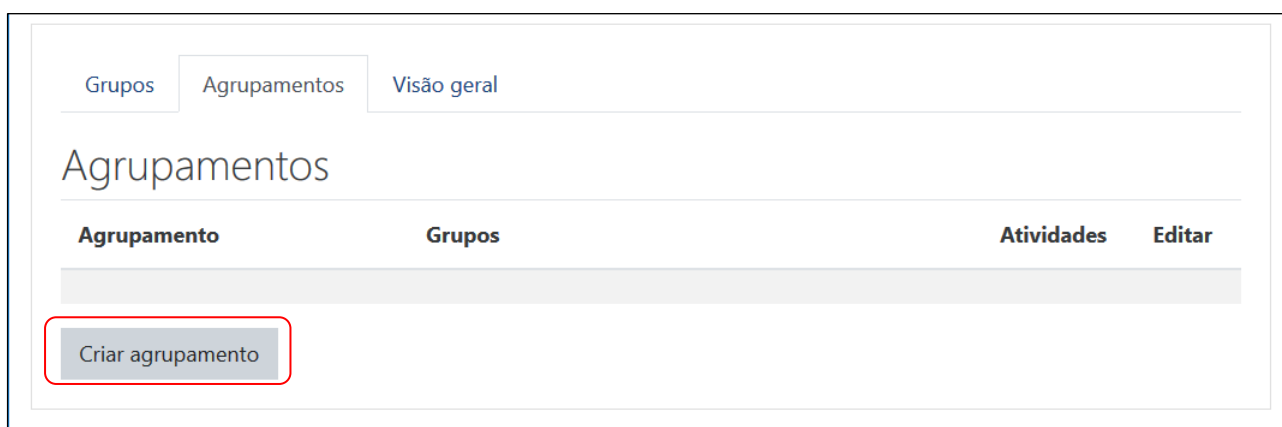 Grupos Agrupamentos Visão geral
Agrupamentos
Agrupamento Grupos Atividades Editar
Criar agrupamento